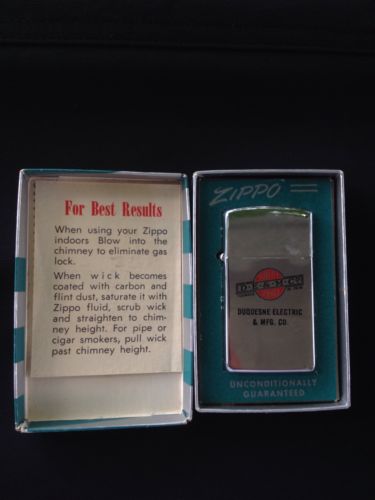 For Best Results
When using your Zippo
indoors Blow into the
chimney to eliminate gas
lock.
When wick becomes
coated with carbon and
flint dust, saturate it with
Zippo fluid, scrub wick
and straighten to chim-
ney height. For pipe or
cigar smokers, pull wick
past chimney height.
ZIPPO
DUQUESNE ELECTRIC
& MFG. CO.
UNCONDITIONALLY
GUARANTEED